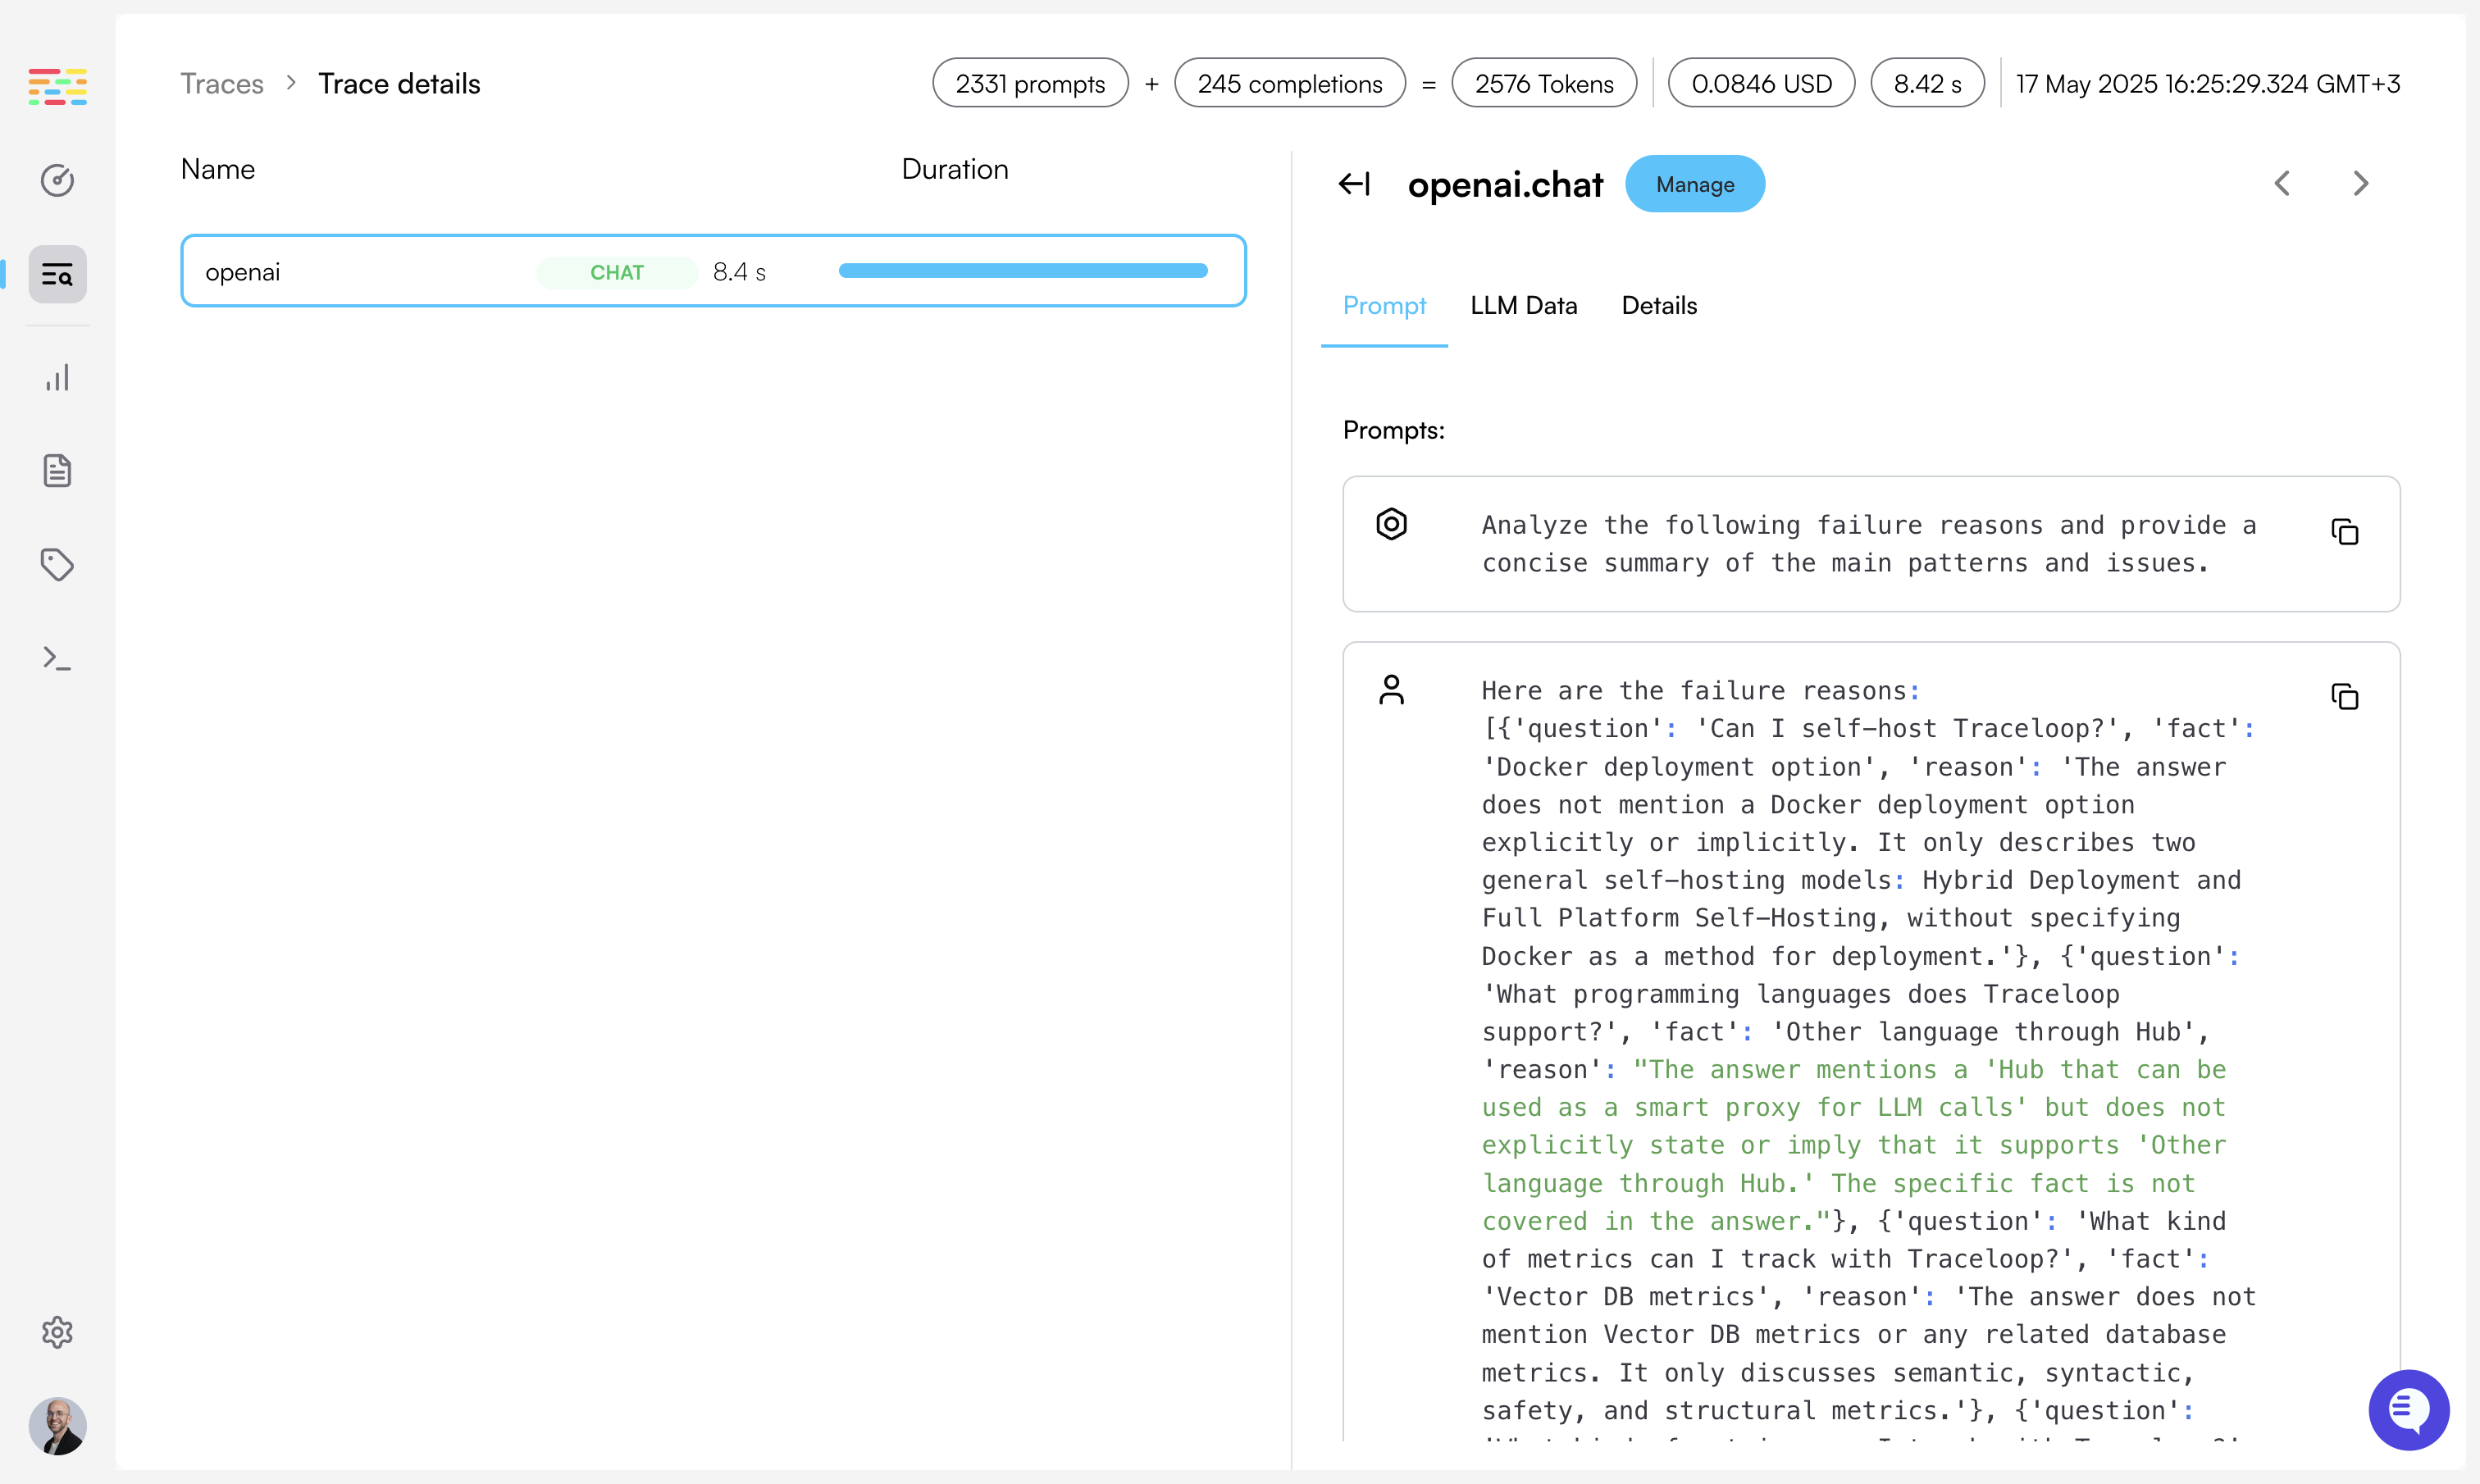 Traces > Trace details
2331 prompts + 245 completions = 2576 Tokens 0.0846 USD 8.42 s 17 May 2025 16:25:29.324 GMT+3
Name Duration
openai CHAT 8.4 s
openai.chat Manage
Prompt LLM Data Details
Prompts:
Analyze the following failure reasons and provide a
concise summary of the main patterns and issues.
Here are the failure reasons:
[{'question': 'Can I self-host Traceloop?', 'fact':
'Docker deployment option', 'reason': 'The answer
does not mention a Docker deployment option
explicitly or implicitly. It only describes two
general self-hosting models: Hybrid Deployment and
Full Platform Self-Hosting, without specifying
Docker as a method for deployment.'}, {'question':
'What programming languages does Traceloop
support?', 'fact': 'Other language through Hub',
'reason': "The answer mentions a 'Hub that can be
used as a smart proxy for LLM calls' but does not
explicitly state or imply that it supports 'Other
language through Hub.' The specific fact is not
covered in the answer."}, {'question': 'What kind
of metrics can I track with Traceloop?', 'fact':
'Vector DB metrics', 'reason': 'The answer does not
mention Vector DB metrics or any related database
metrics. It only discusses semantic, syntactic,
safety, and structural metrics.'}, {'question':